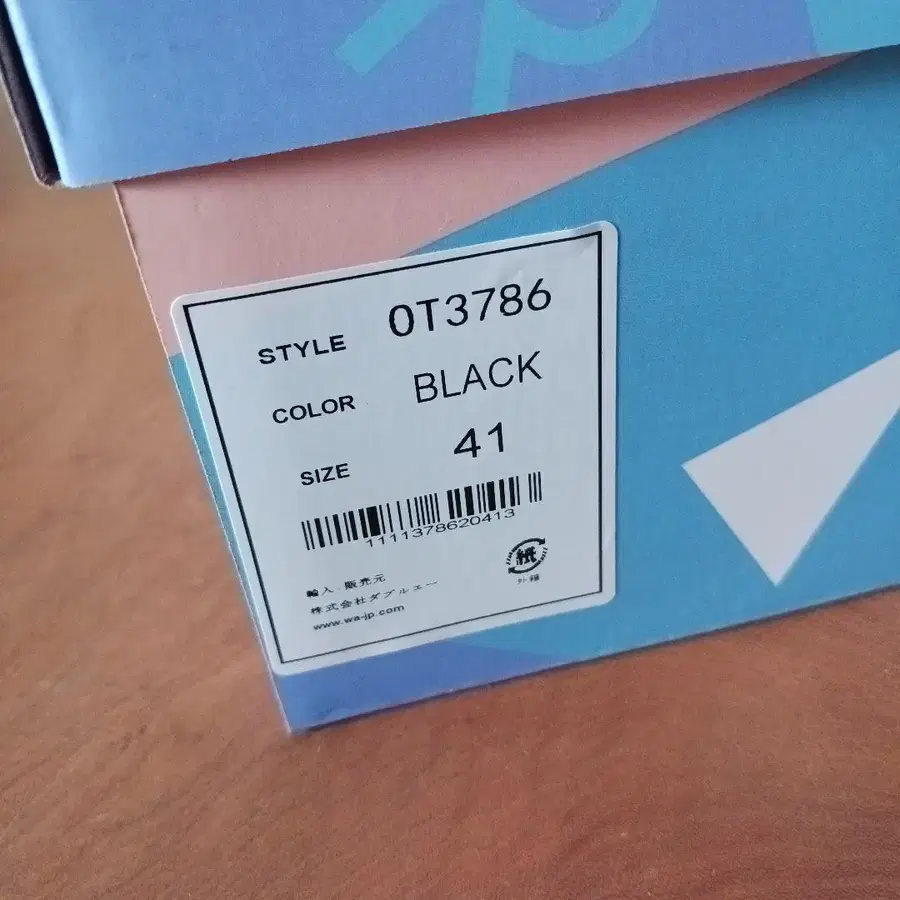 STYLE 0T3786
COLOR BLACK
SIZE 41
1111378620413
紙
外箱
輸入・販売元
株式会社ダブルエー
www.wa-jp.com